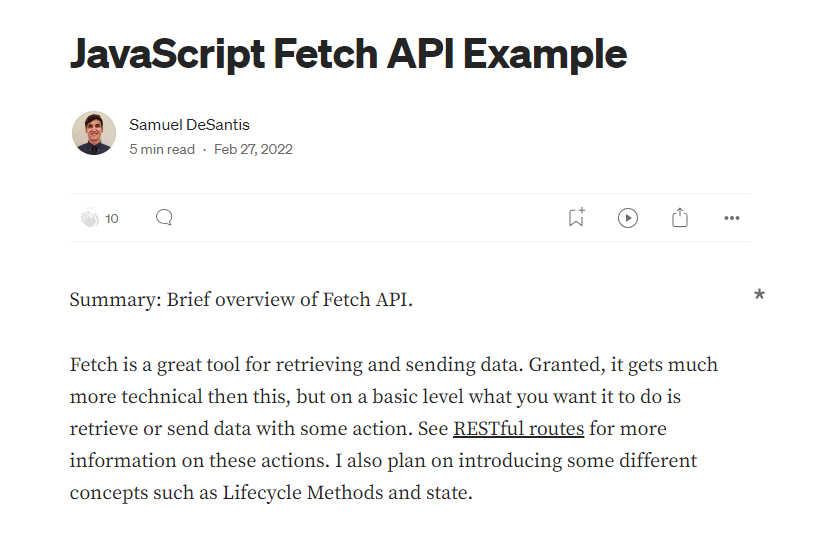 JavaScript Fetch API Example
Samuel DeSantis
5 min read · Feb 27, 2022
10
Summary: Brief overview of Fetch API.
*
Fetch is a great tool for retrieving and sending data. Granted, it gets much
more technical then this, but on a basic level what you want it to do is
retrieve or send data with some action. See RESTful routes for more
information on these actions. I also plan on introducing some different
concepts such as Lifecycle Methods and state.